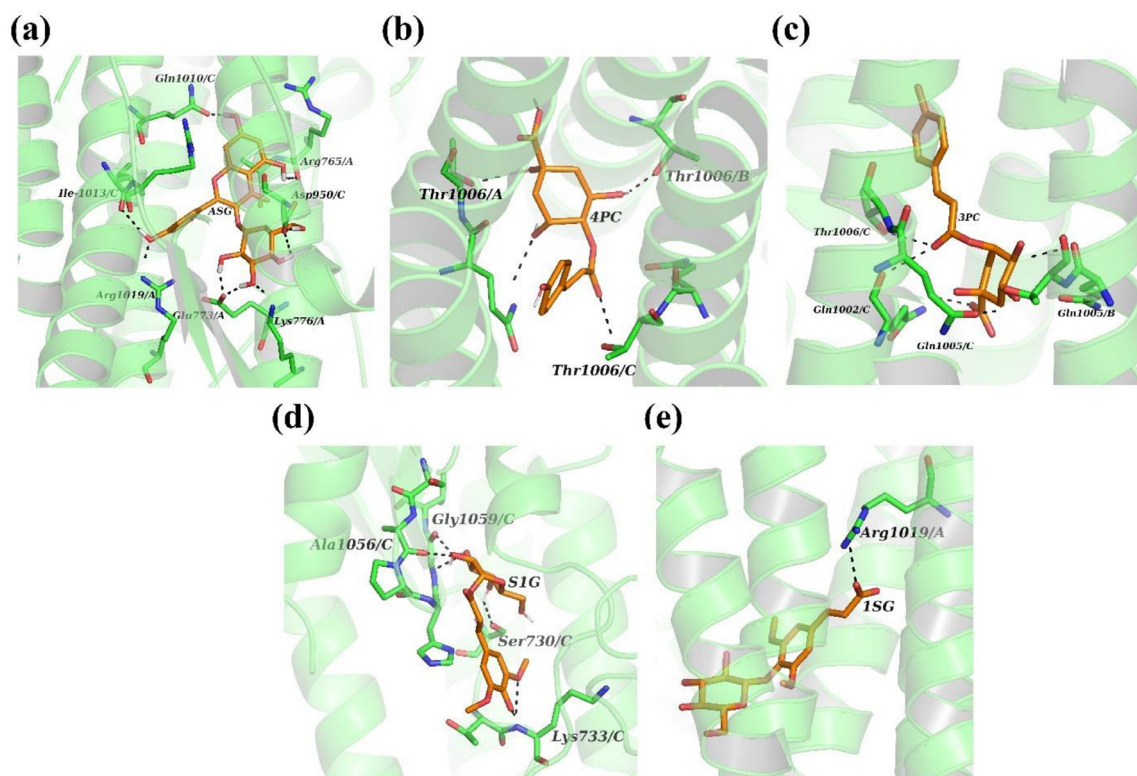 (a)
Gln1010/C
Arg765/A
Ile-1013/C
Asp950/C
ASG
Arg1019/A
Glu773/A
Lys776/A
(b)
Thr1006/A
Thr1006/B
4PC
Thr1006/C
(c)
3PC
Thr1006/C
Gln1002/C
Gln1005/B
Gln1005/C
(d)
Gly1059/C
Ala1056/C
S1G
Ser730/C
Lys733/C
(e)
Arg1019/A
1SG